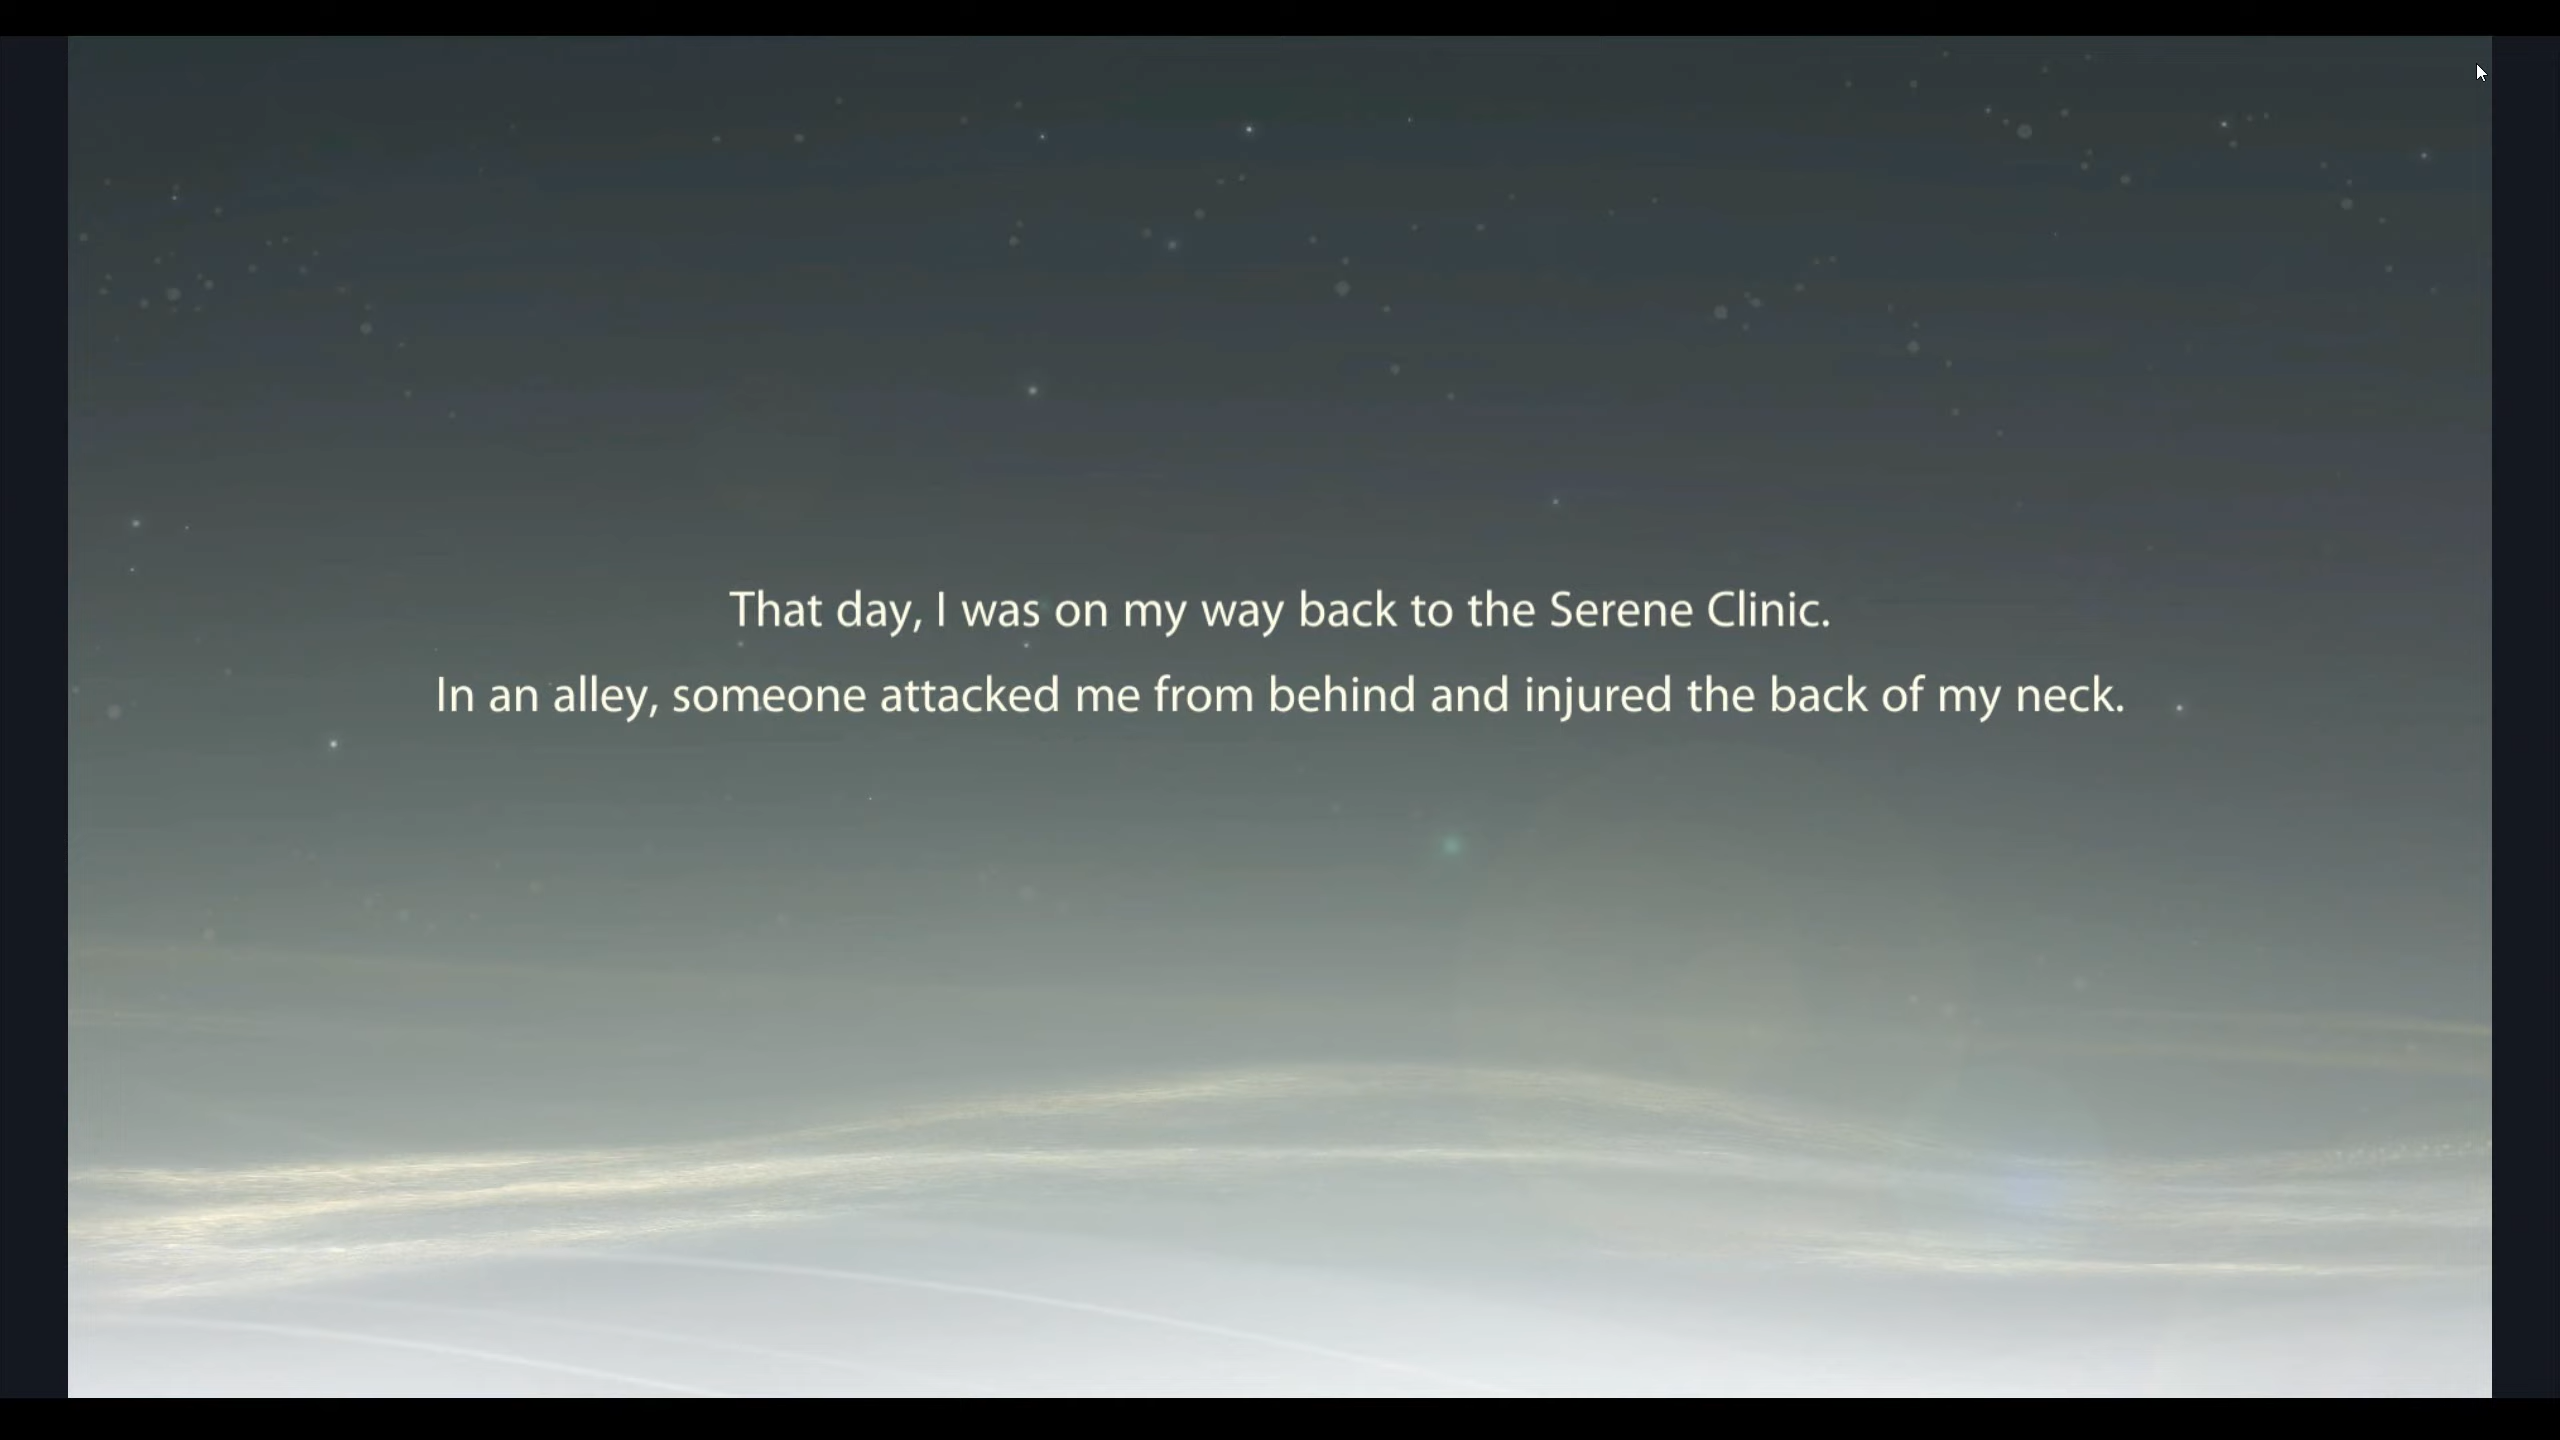 That day, I was on my way back to the Serene Clinic.
In an alley, someone attacked me from behind and injured the back of my neck.